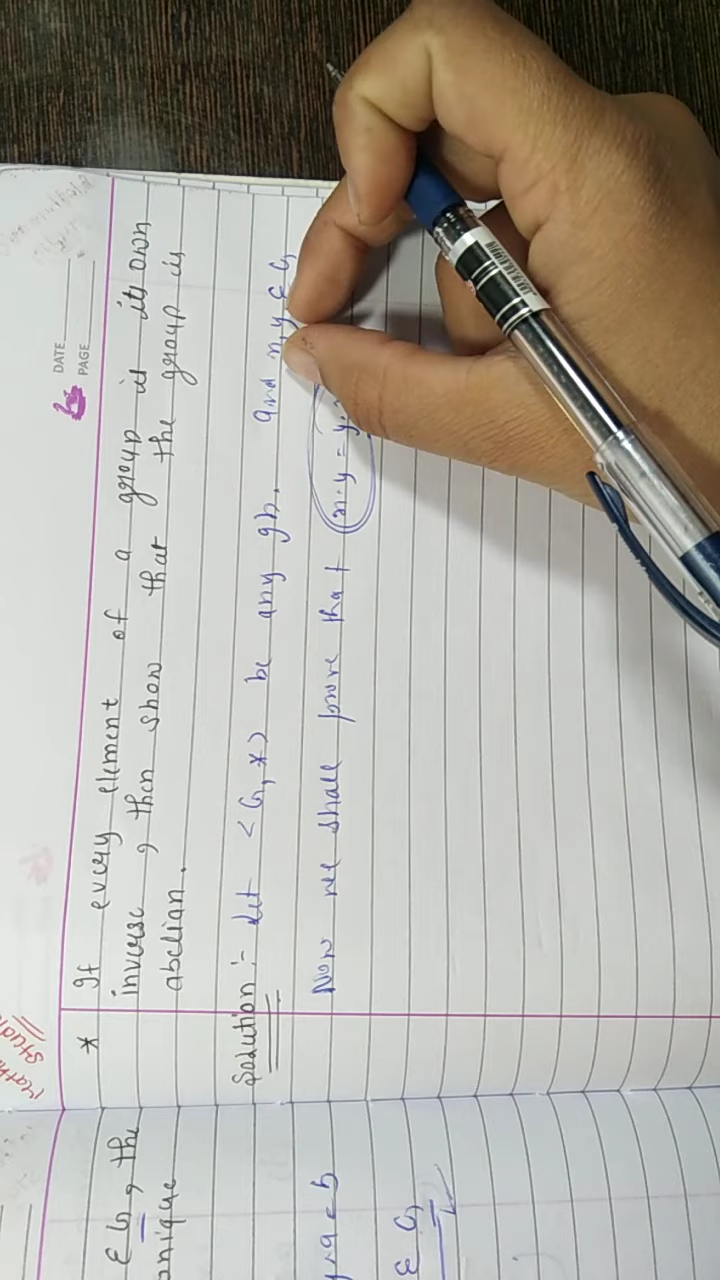 DATE
PAGE
* If every element of a group is its own
inverse, then show that the group is
abelian.
Solution :- Let <G, *> be any gp. and x, y ∈ G,
Now we shall prove that x·y = y·
∈ G, the
unique
y·a = b
∈ G,